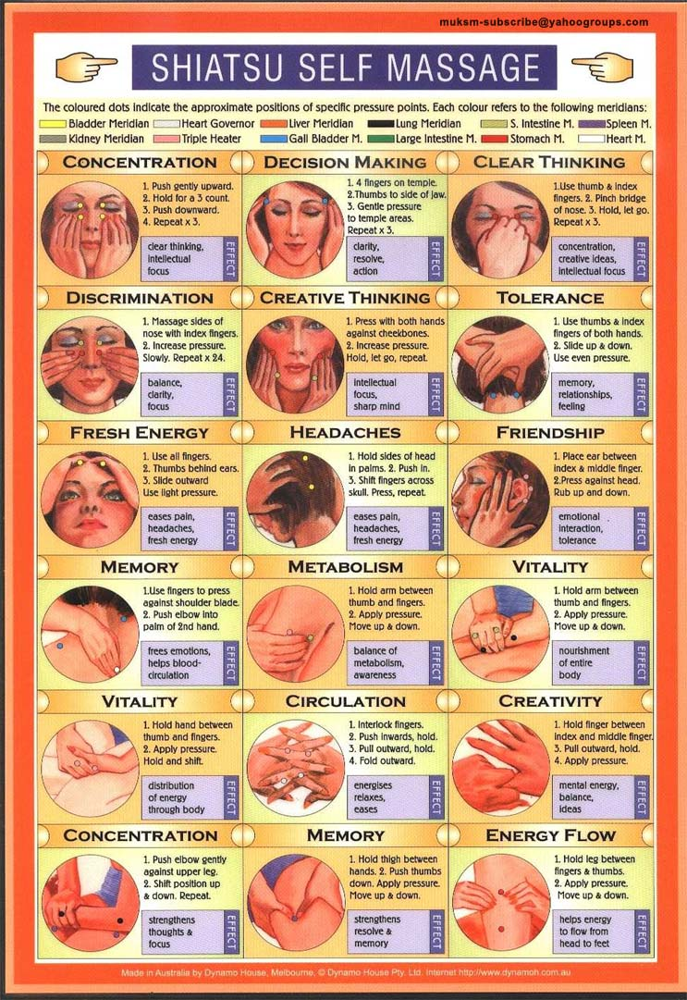 muksm-subscribe@yahoogroups.com
SHIATSU SELF MASSAGE
The coloured dots indicate the approximate positions of specific pressure points. Each colour refers to the following meridians:
Bladder Meridian Heart Governor Liver Meridian Lung Meridian S. Intestine M. Spleen M.
Kidney Meridian Triple Heater Gall Bladder M. Large Intestine M. Stomach M. Heart M.
CONCENTRATION
1. Push gently upward.
2. Hold for a 3 count.
3. Push downward.
4. Repeat x 3.
clear thinking,
intellectual
focus
EFFECT
DECISION MAKING
1. 4 fingers on temple.
2.Thumbs to side of jaw.
3. Gentle pressure
to temple areas.
Repeat x 3.
clarity,
resolve,
action
EFFECT
CLEAR THINKING
1.Use thumb & index
fingers. 2. Pinch bridge
of nose. 3. Hold, let go.
Repeat x 3.
concentration,
creative ideas,
intellectual focus
EFFECT
DISCRIMINATION
1. Massage sides of
nose with index fingers.
2. Increase pressure.
Slowly. Repeat x 24.
balance,
clarity,
focus
EFFECT
CREATIVE THINKING
1. Press with both hands
against cheekbones.
2. Increase pressure.
Hold, let go, repeat.
intellectual
focus,
sharp mind
EFFECT
TOLERANCE
1. Use thumbs & index
fingers of both hands.
2. Slide up & down.
Use even pressure.
memory,
relationships,
feeling
EFFECT
FRESH ENERGY
1. Use all fingers.
2. Thumbs behind ears.
3. Slide outward
Use light pressure.
eases pain,
headaches,
fresh energy
EFFECT
HEADACHES
1. Hold sides of head
in palms. 2. Push in.
3. Shift fingers across
skull. Press, repeat.
eases pain,
headaches,
fresh energy
EFFECT
FRIENDSHIP
1. Place ear between
index & middle finger.
2.Press against head.
Rub up and down.
emotional
interaction,
tolerance
EFFECT
MEMORY
1.Use fingers to press
against shoulder blade.
2. Push elbow into
palm of 2nd hand.
frees emotions,
helps blood-
circulation
EFFECT
METABOLISM
1. Hold arm between
thumb and fingers.
2. Apply pressure.
Move up & down.
balance of
metabolism,
awareness
EFFECT
VITALITY
1. Hold arm between
thumb and fingers.
2. Apply pressure.
Move up & down.
nourishment
of entire
body
EFFECT
VITALITY
1. Hold hand between
thumb and fingers.
2. Apply pressure.
Hold and shift.
distribution
of energy
through body
EFFECT
CIRCULATION
1. Interlock fingers.
2. Push inwards, hold.
3. Pull outward, hold.
4. Fold outward.
energises
relaxes,
eases
EFFECT
CREATIVITY
1. Hold finger between
index and middle finger.
3. Pull outward, hold.
4. Apply pressure.
mental energy,
balance,
ideas
EFFECT
CONCENTRATION
1. Push elbow gently
against upper leg.
2. Shift position up
& down. Repeat.
strengthens
thoughts &
focus
EFFECT
MEMORY
1. Hold thigh between
hands. 2. Push thumbs
down. Apply pressure.
Move up & down.
strengthens
resolve &
memory
EFFECT
ENERGY FLOW
1. Hold leg between
fingers & thumbs.
2. Apply pressure.
Move up & down.
helps energy
to flow from
head to feet
EFFECT
Made in Australia by Dynamo House, Melbourne, © Dynamo House Pty. Ltd. Internet http://www.dynamoh.com.au